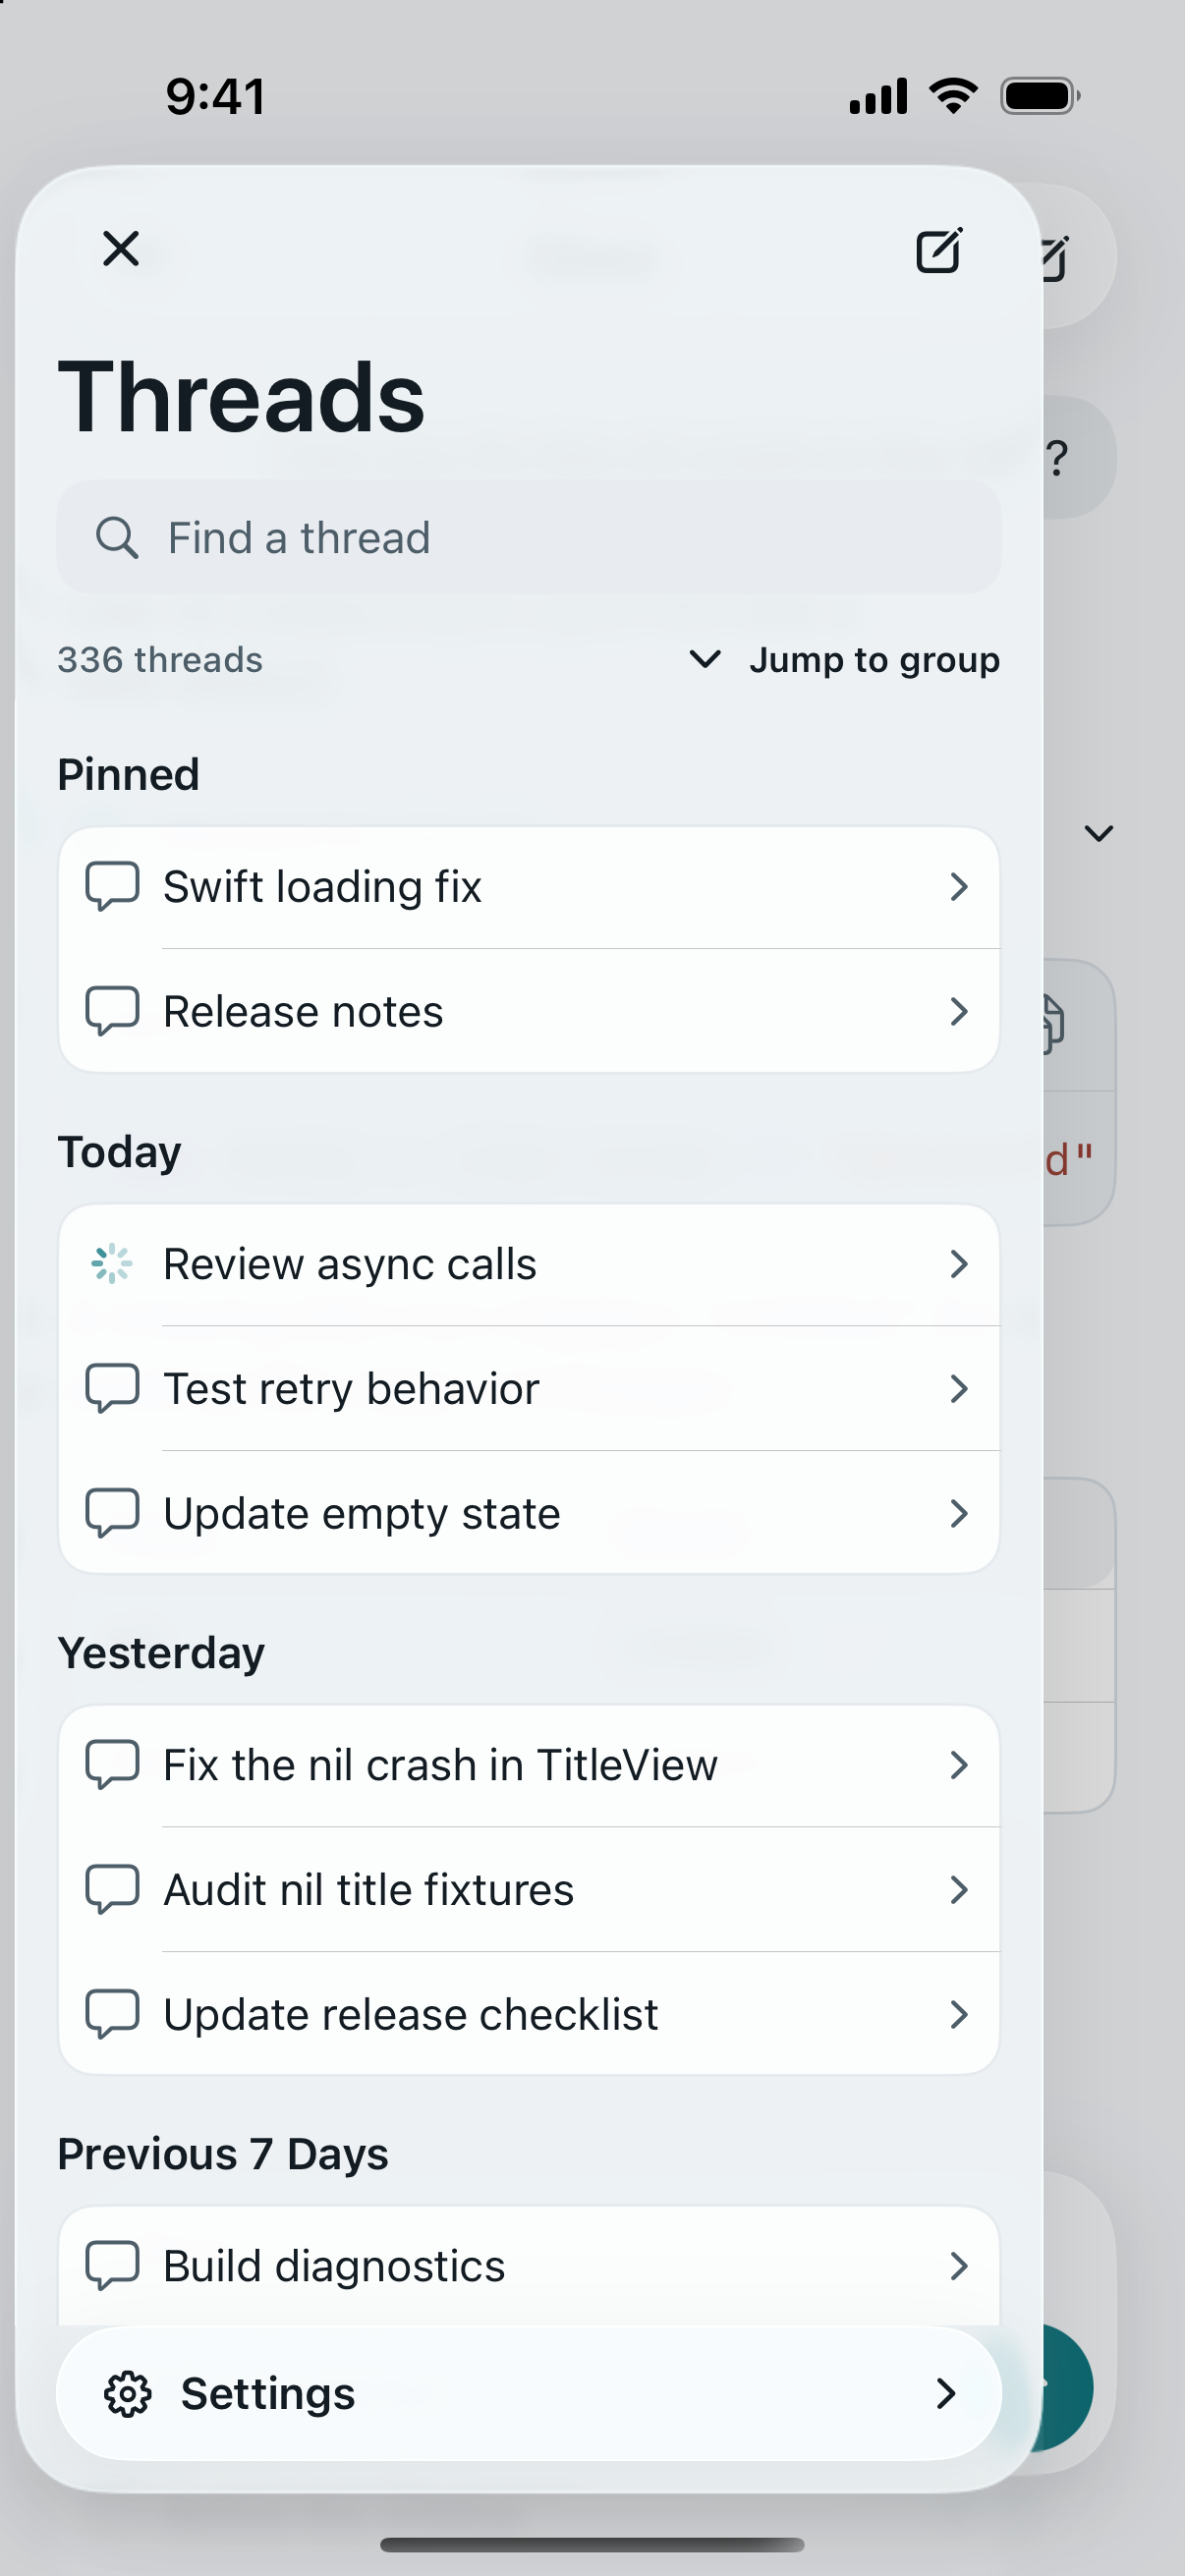 9:41
Threads
?
Find a thread
336 threads
Jump to group
Pinned
Swift loading fix
Release notes
Today
d"
Review async calls
Test retry behavior
Update empty state
Yesterday
Fix the nil crash in TitleView
Audit nil title fixtures
Update release checklist
Previous 7 Days
Build diagnostics
Settings